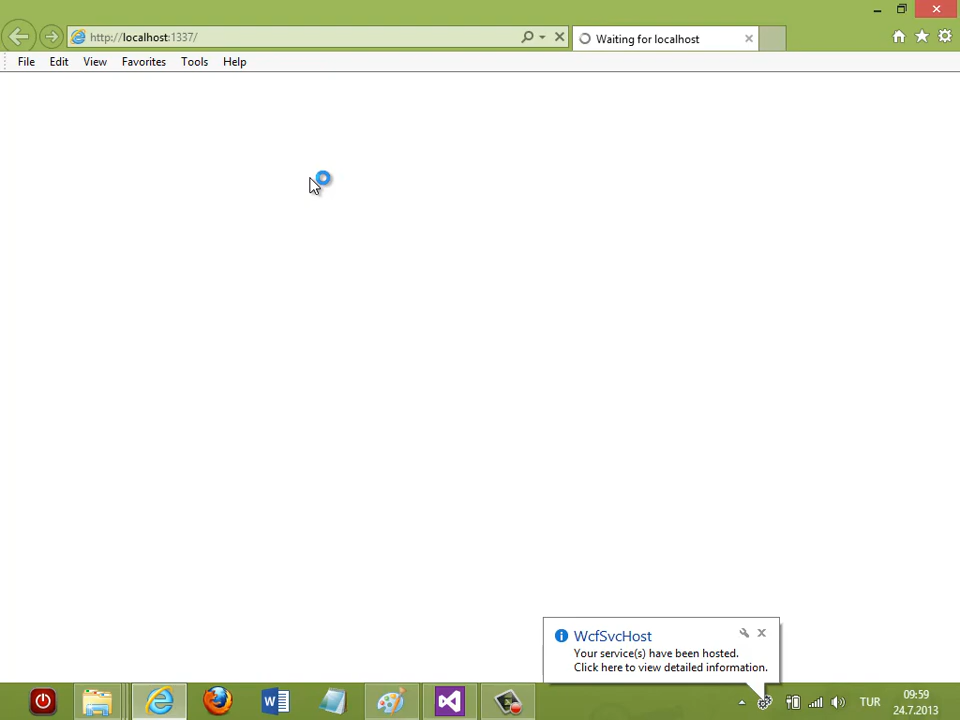 http://localhost:1337/
Waiting for localhost
File Edit View Favorites Tools Help
WcfSvcHost
Your service(s) have been hosted.
Click here to view detailed information.
TUR
09:59
24.7.2013